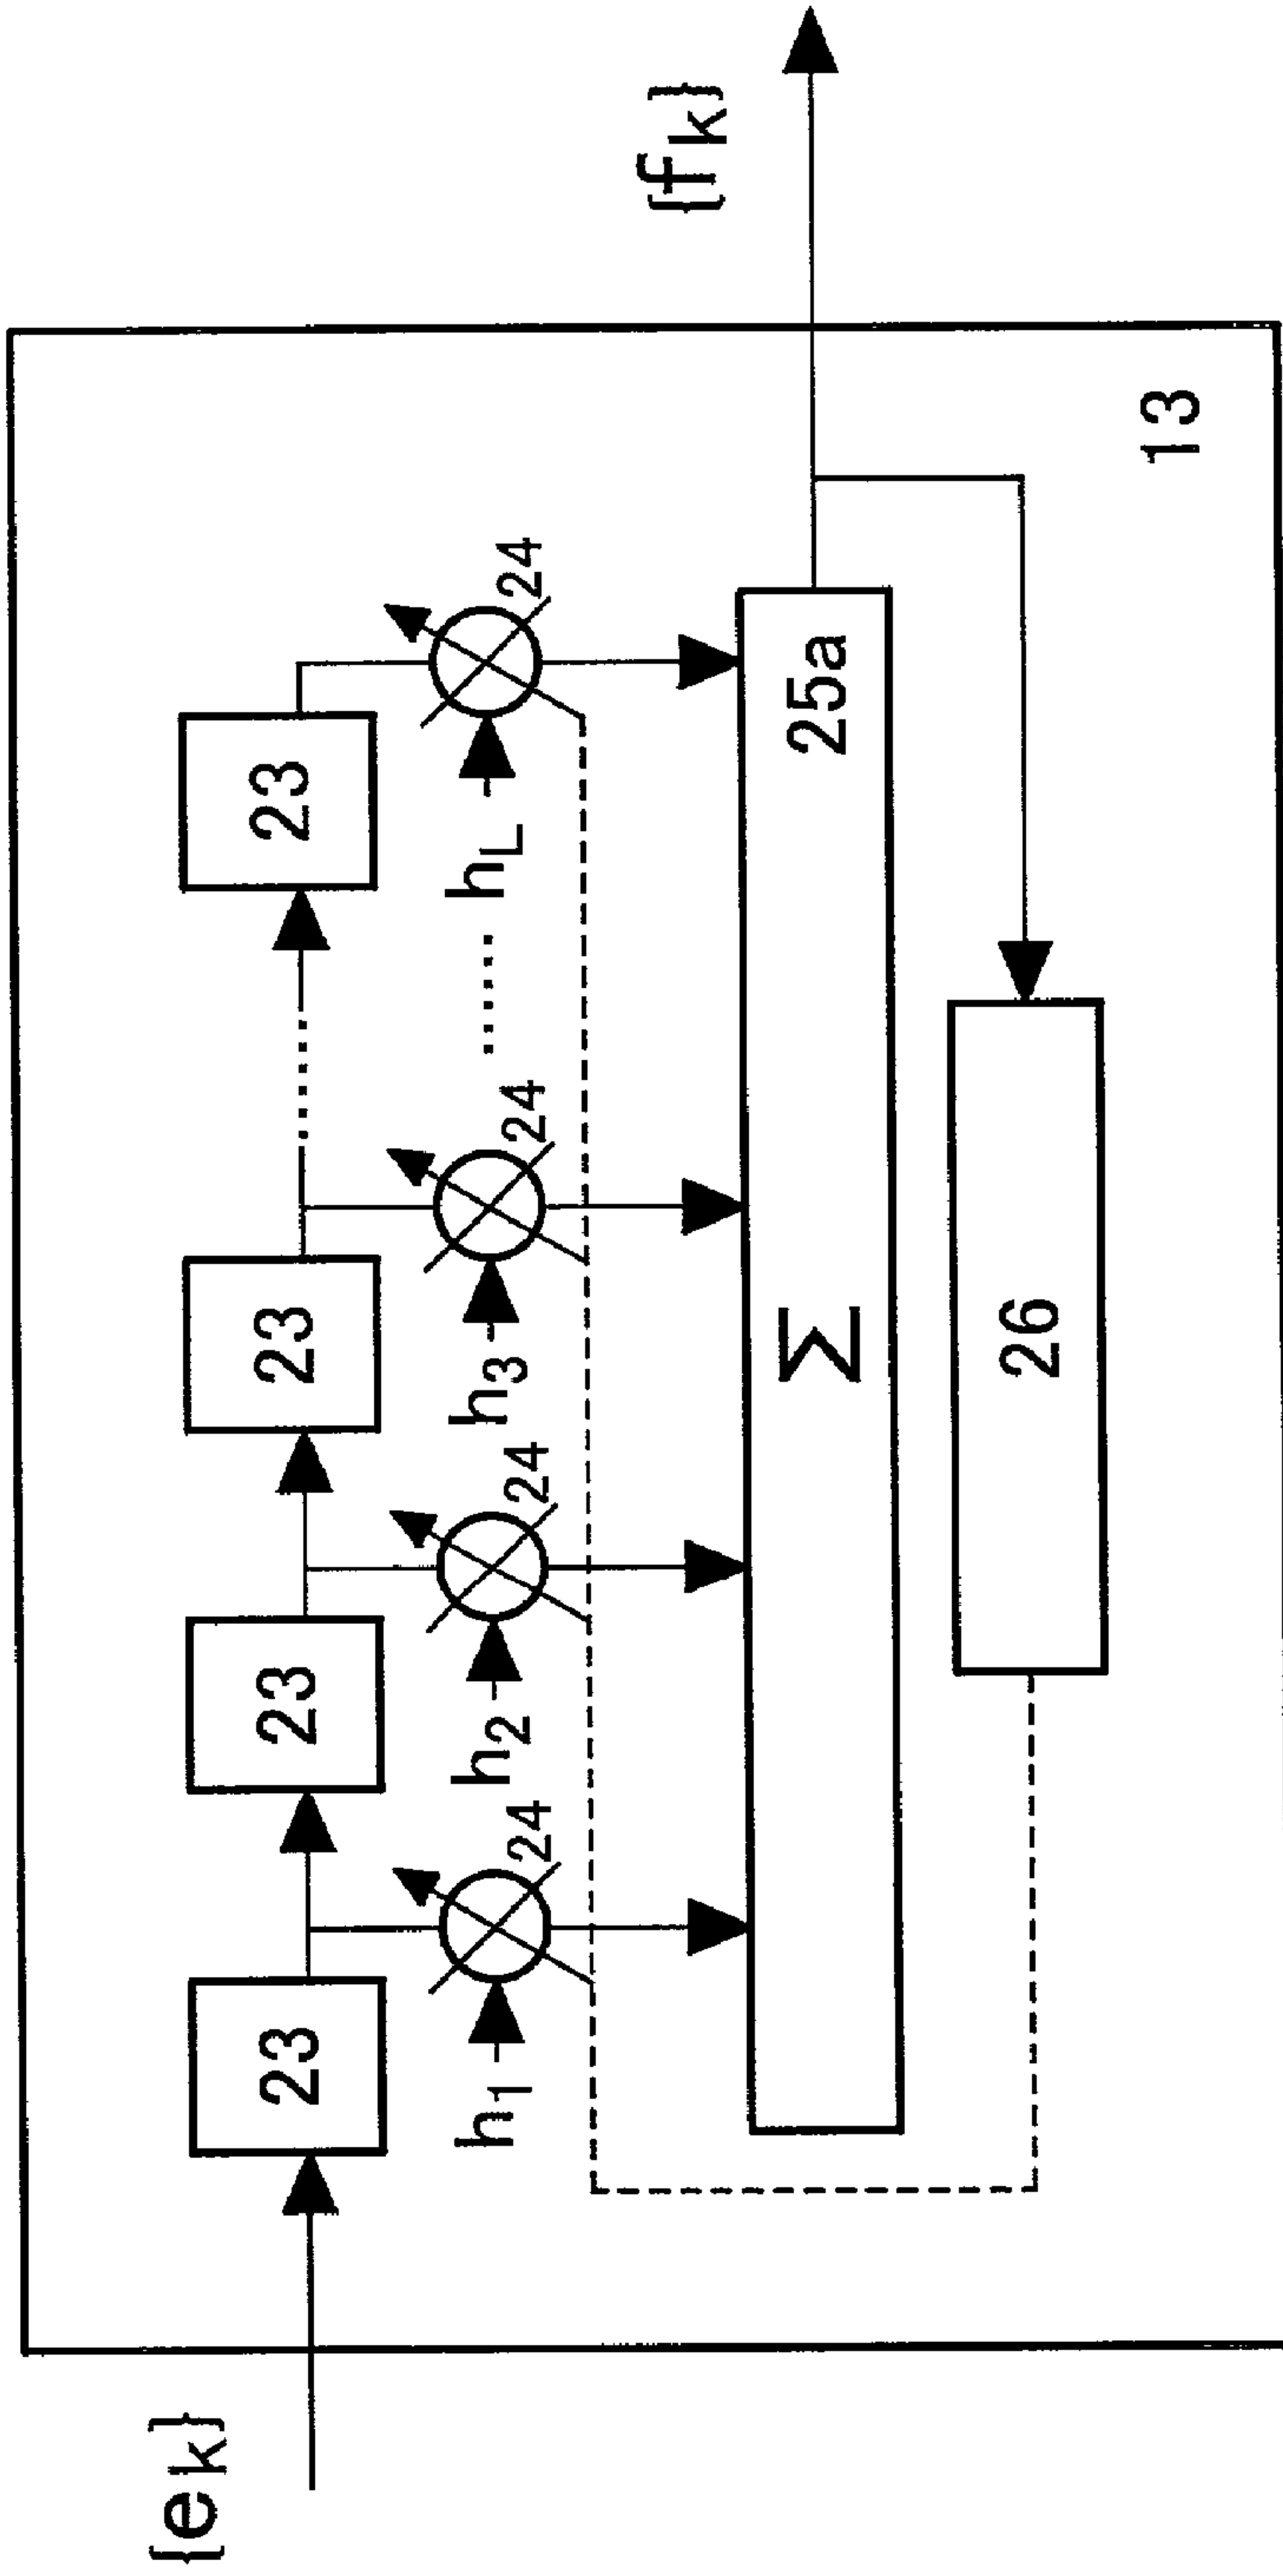 {ek}
23 23 23 23
24 24 24 24
h1 h2 h3 ...... hL
Σ 25a
26
13
{fk}